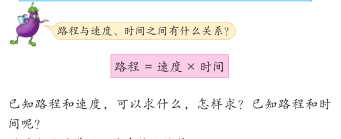 路程与速度、时间之间有什么关系?
路程 = 速度 × 时间
已知路程和速度，可以求什么，怎样求? 已知路程和时
间呢?